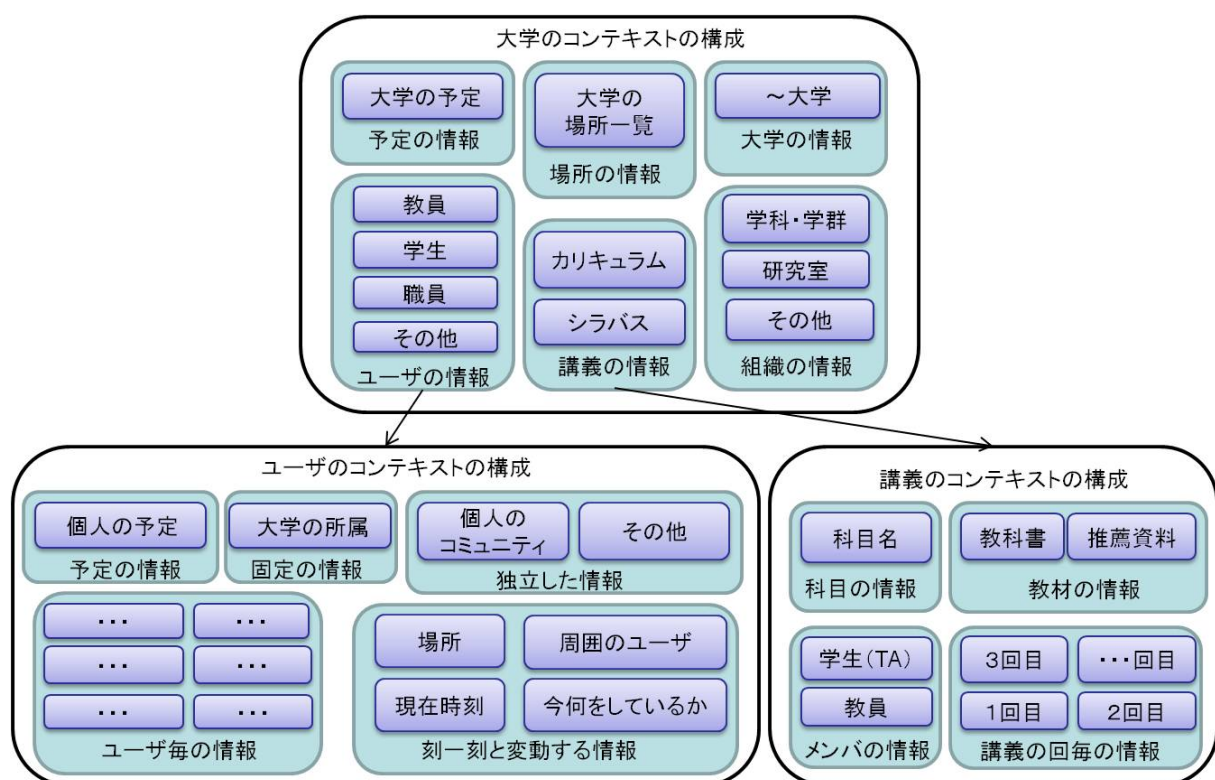 大学のコンテキストの構成
大学の予定
予定の情報
大学の
場所一覧
場所の情報
～大学
大学の情報
教員
学生
職員
その他
ユーザの情報
カリキュラム
シラバス
講義の情報
学科・学群
研究室
その他
組織の情報
ユーザのコンテキストの構成
個人の予定
予定の情報
大学の所属
固定の情報
個人の
コミュニティ
その他
独立した情報
・・・
・・・
・・・
・・・
・・・
・・・
ユーザ毎の情報
場所
周囲のユーザ
現在時刻
今何をしているか
刻一刻と変動する情報
講義のコンテキストの構成
科目名
科目の情報
教科書
推薦資料
教材の情報
学生(TA)
教員
メンバの情報
3回目
・・・回目
1回目
2回目
講義の回毎の情報